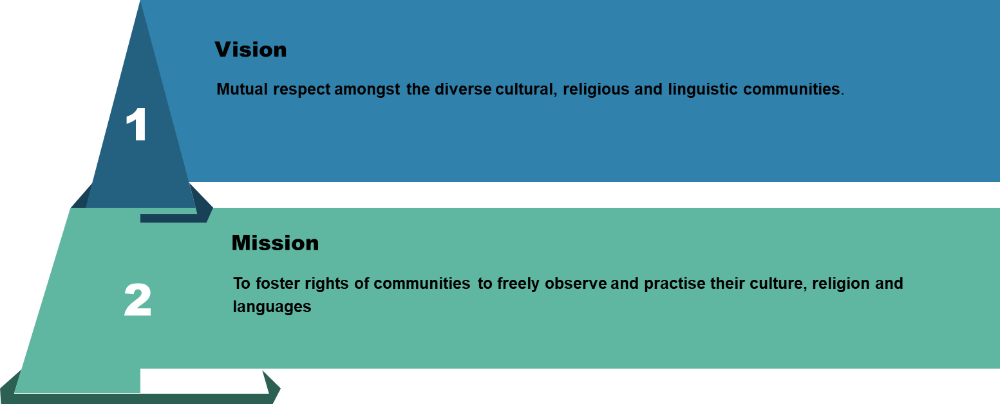 Vision
Mutual respect amongst the diverse cultural, religious and linguistic communities.
1
Mission
To foster rights of communities to freely observe and practise their culture, religion and
languages
2